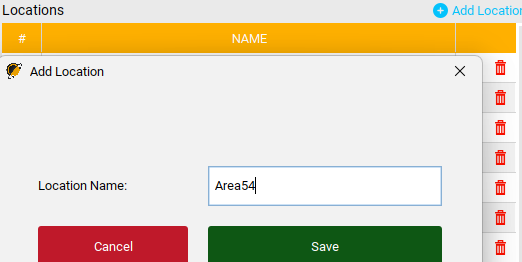 Locations
Add Location
# NAME
Add Location
Location Name: Area54
Cancel Save